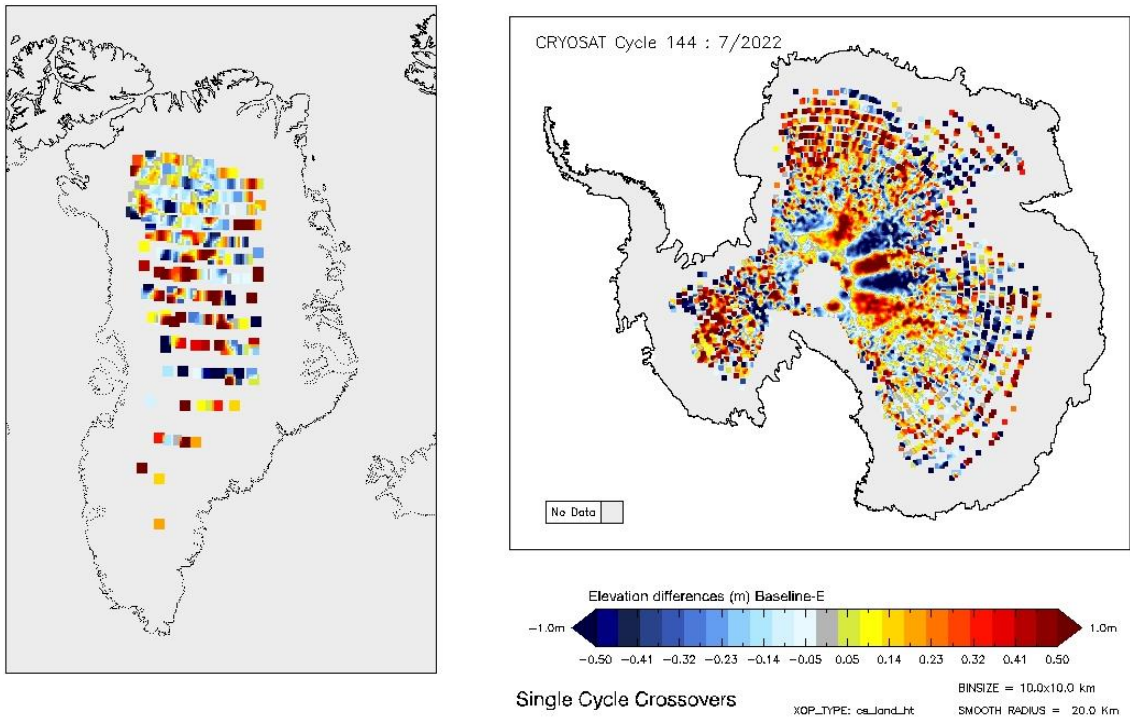 CRYOSAT Cycle 144 : 7/2022
No Data
Elevation differences (m) Baseline-E
-1.0m
1.0m
-0.50 -0.41 -0.32 -0.23 -0.14 -0.05 0.05 0.14 0.23 0.32 0.41 0.50
Single Cycle Crossovers
BINSIZE = 10.0x10.0 km
XOP_TYPE: cs_land_ht
SMOOTH RADIUS = 20.0 Km